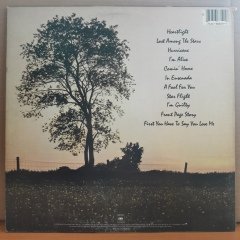 Heartlight
Lost Among The Stars
Hurricane
I'm Alive
Comin' Home
In Ensenada
A Fool For You
Star Flight
I'm Guilty
Front Page Story
First You Have To Say You Love Me